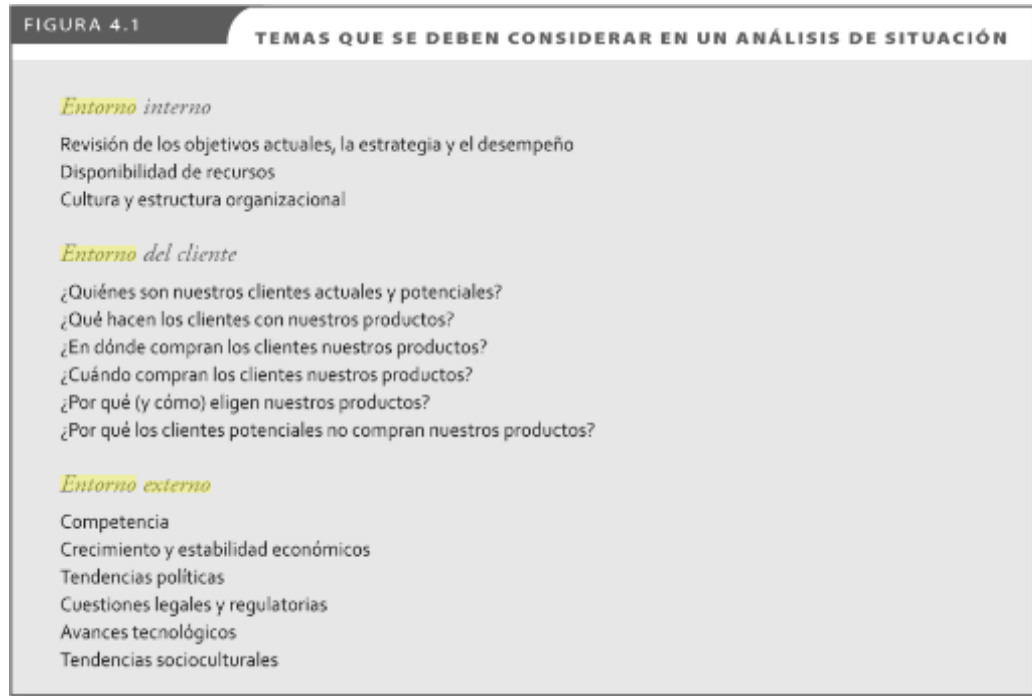 FIGURA 4.1
TEMAS QUE SE DEBEN CONSIDERAR EN UN ANÁLISIS DE SITUACIÓN
Entorno interno
Revisión de los objetivos actuales, la estrategia y el desempeño
Disponibilidad de recursos
Cultura y estructura organizacional
Entorno del cliente
¿Quiénes son nuestros clientes actuales y potenciales?
¿Qué hacen los clientes con nuestros productos?
¿En dónde compran los clientes nuestros productos?
¿Cuándo compran los clientes nuestros productos?
¿Por qué (y cómo) eligen nuestros productos?
¿Por qué los clientes potenciales no compran nuestros productos?
Entorno externo
Competencia
Crecimiento y estabilidad económicos
Tendencias políticas
Cuestiones legales y regulatorias
Avances tecnológicos
Tendencias socioculturales